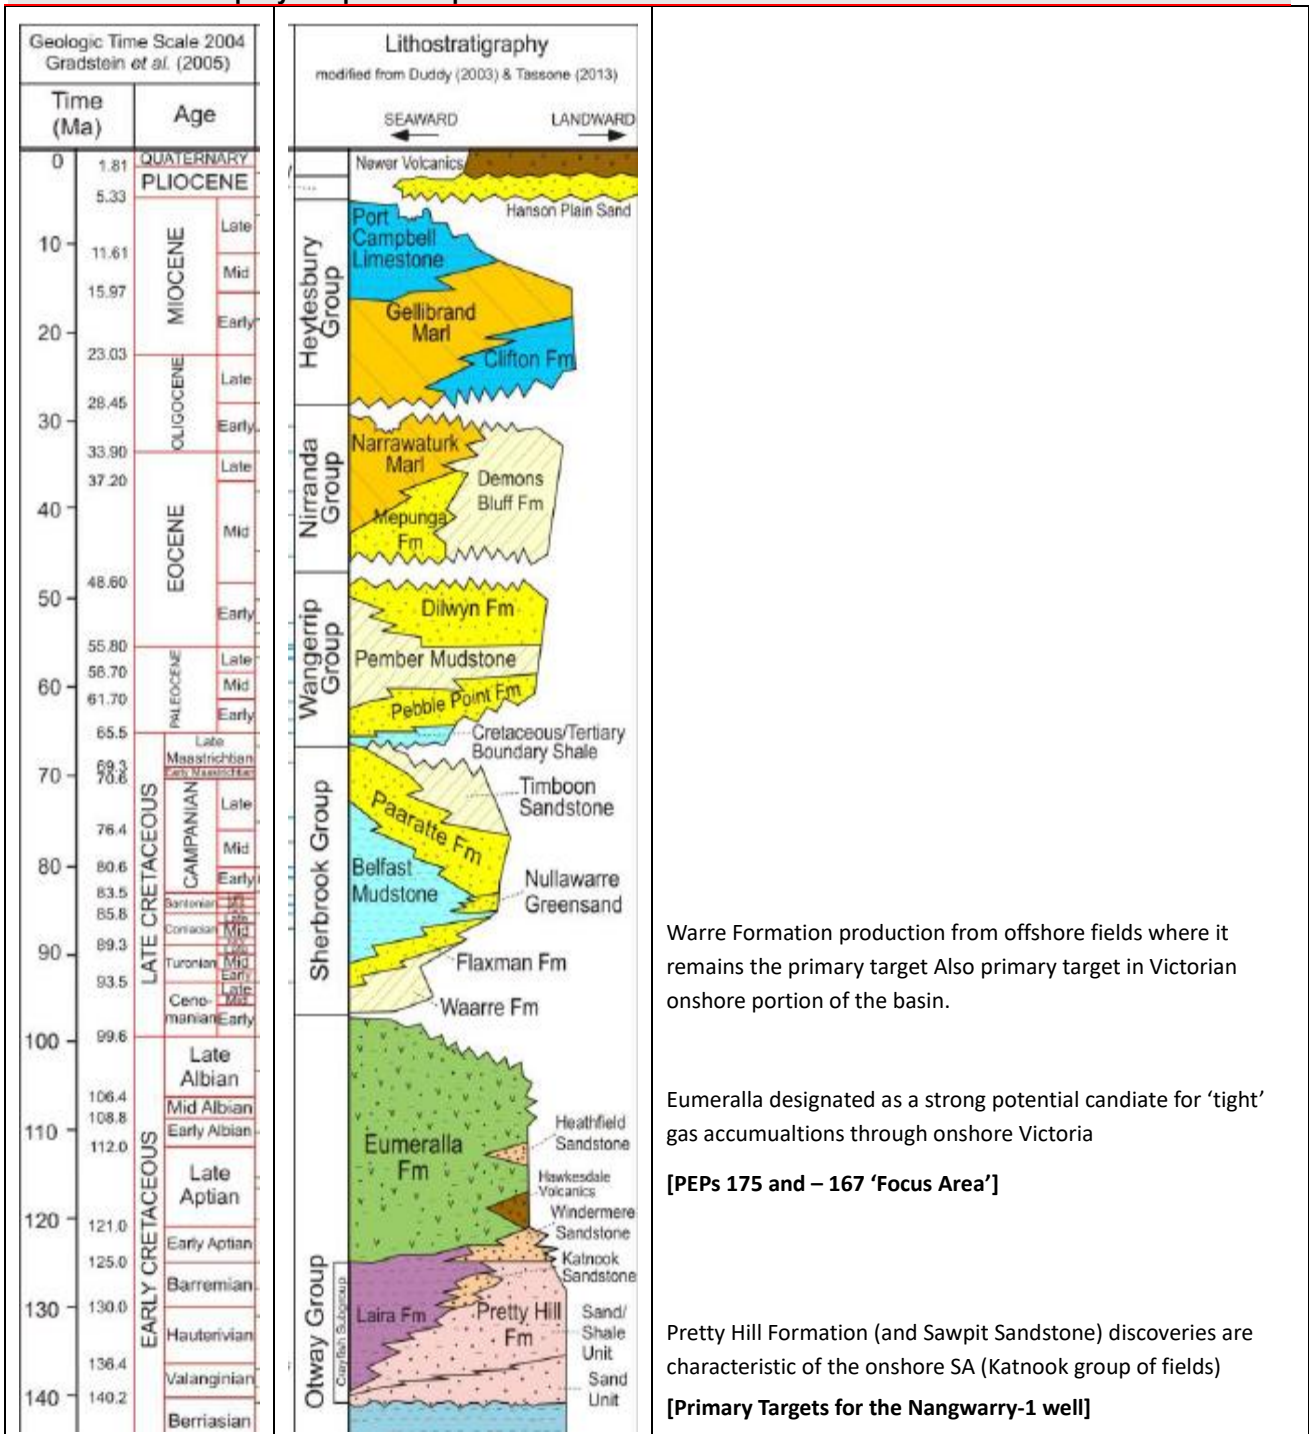 Geologic Time Scale 2004
Gradstein et al. (2005)
Time
(Ma)
Age
0
10
20
30
40
50
60
70
80
90
100
110
120
130
140
1.81
5.33
11.61
15.97
23.03
28.45
33.90
37.20
48.60
55.80
58.70
61.70
65.5
69.3
70.6
76.4
80.6
83.5
85.8
89.3
93.5
99.6
106.4
108.8
112.0
121.0
125.0
130.0
136.4
140.2
QUATERNARY
PLIOCENE
MIOCENE
Late
Mid
Early
OLIGOCENE
Late
Early
EOCENE
Late
Mid
Early
PALEOCENE
Late
Mid
Early
LATE CRETACEOUS
Late
Maastrichtian
Early Maastrichtian
CAMPANIAN
Late
Mid
Early
Santonian
Coniacian
Late
Mid
Turonian
Mid
Early
Ceno-
manian
Late
Mid
Early
EARLY CRETACEOUS
Late
Albian
Mid Albian
Early Albian
Late
Aptian
Early Aptian
Barremian
Hauterivian
Valanginian
Berriasian
Lithostratigraphy
modified from Duddy (2003) & Tassone (2013)
SEAWARD
LANDWARD
Newer Volcanics
Hanson Plain Sand
Heytesbury
Group
Port
Campbell
Limestone
Gellibrand
Marl
Clifton Fm
Nirranda
Group
Narrawaturk
Marl
Demons
Bluff Fm
Mepunga
Fm
Wangerrip
Group
Dilwyn Fm
Pember Mudstone
Pebble Point Fm
Cretaceous/Tertiary
Boundary Shale
Sherbrook Group
Timboon
Sandstone
Paaratte Fm
Belfast
Mudstone
Nullawarre
Greensand
Flaxman Fm
Waarre Fm
Otway Group
Eumeralla
Fm
Heathfield
Sandstone
Hawkesdale
Volcanics
Windermere
Sandstone
Katnook
Sandstone
Crayfish Subgroup
Laira Fm
Pretty Hill
Fm
Sand/
Shale
Unit
Sand
Unit
Warre Formation production from offshore fields where it
remains the primary target Also primary target in Victorian
onshore portion of the basin.
Eumeralla designated as a strong potential candiate for ‘tight’
gas accumualtions through onshore Victoria
[PEPs 175 and – 167 ‘Focus Area’]
Pretty Hill Formation (and Sawpit Sandstone) discoveries are
characteristic of the onshore SA (Katnook group of fields)
[Primary Targets for the Nangwarry-1 well]